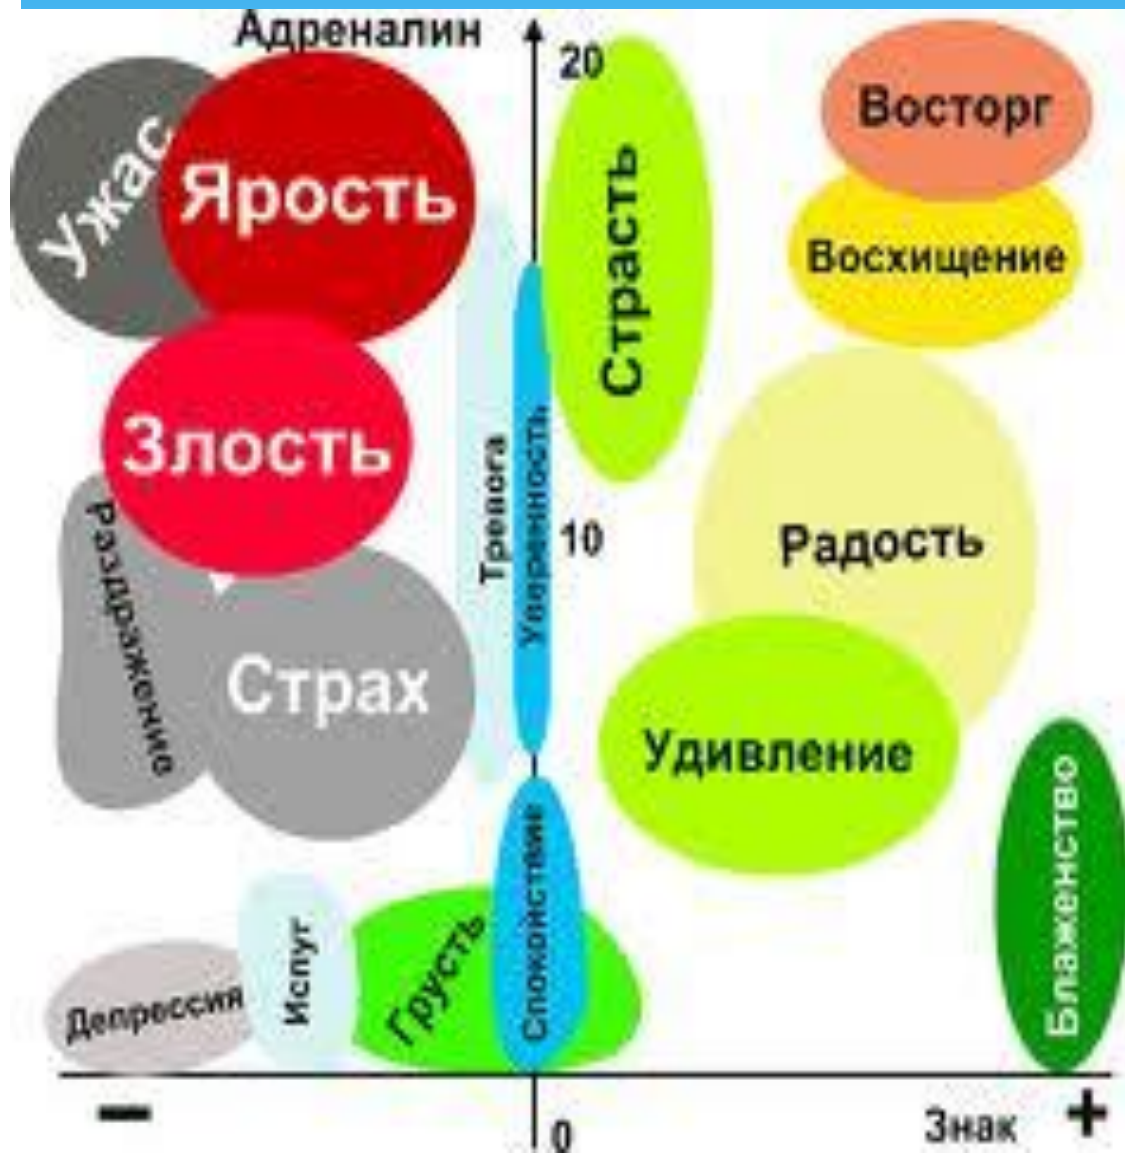 Адреналин
20
Ужас
Ярость
Страсть
Восторг
Восхищение
Злость
Тревога
Уверенность
10
Радость
Раздражение
Страх
Удивление
Блаженство
Спокойствие
Депрессия
Испуг
Грусть
−
0
Знак
+